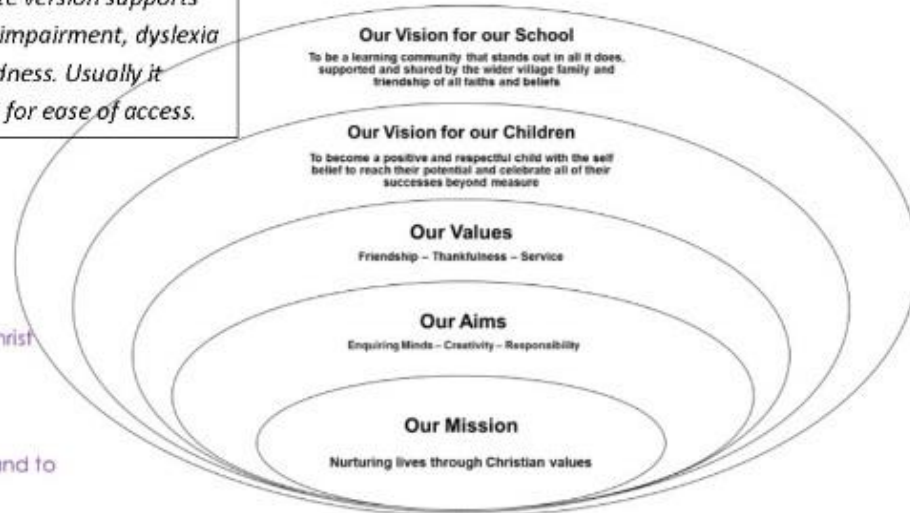 te version supports
impairment, dyslexia
dness. Usually it
for ease of access.
Our Vision for our School
To be a learning community that stands out in all it does,
supported and shared by the wider village family and
friendship of all faiths and beliefs
Our Vision for our Children
To become a positive and respectful child with the self
belief to reach their potential and celebrate all of their
successes beyond measure
Our Values
Friendship – Thankfulness – Service
hrist
Our Aims
Enquiring Minds – Creativity – Responsibility
Our Mission
Nurturing lives through Christian values
and to